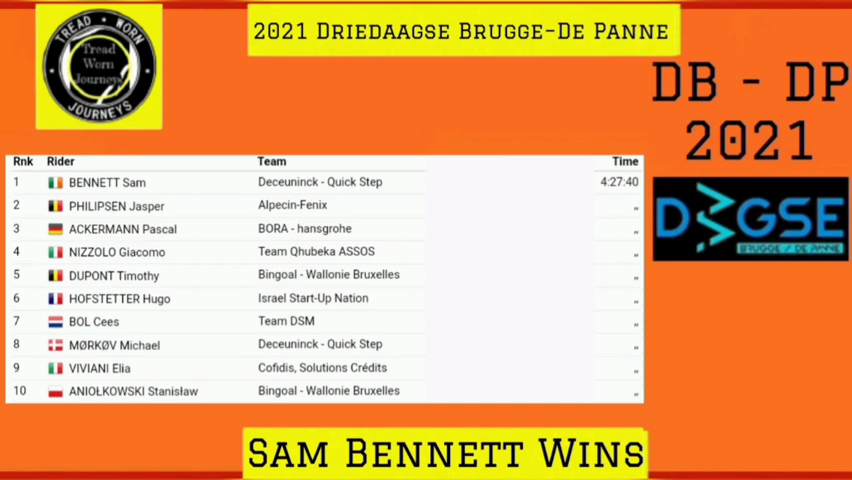 TREAD WORN
Tread
Worn
Journeys
JOURNEYS
2021 Driedaagse Brugge-De Panne
DB - DP
2021
DXGSE
BRUGGE / DE PANNE
Rnk Rider Team Time
1 BENNETT Sam Deceuninck - Quick Step 4:27:40
2 PHILIPSEN Jasper Alpecin-Fenix ,,
3 ACKERMANN Pascal BORA - hansgrohe ,,
4 NIZZOLO Giacomo Team Qhubeka ASSOS ,,
5 DUPONT Timothy Bingoal - Wallonie Bruxelles ,,
6 HOFSTETTER Hugo Israel Start-Up Nation ,,
7 BOL Cees Team DSM ,,
8 MØRKØV Michael Deceuninck - Quick Step ,,
9 VIVIANI Elia Cofidis, Solutions Crédits ,,
10 ANIOŁKOWSKI Stanisław Bingoal - Wallonie Bruxelles ,,
Sam Bennett Wins